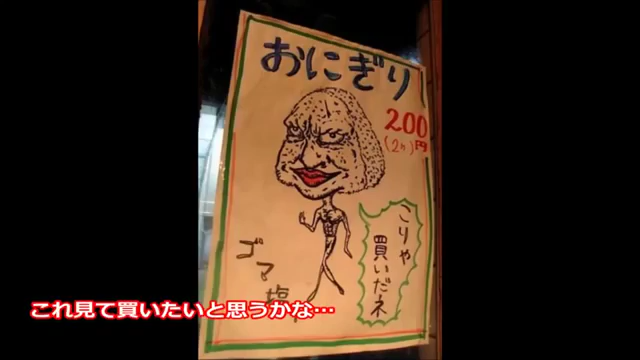 おにぎり
200
(2ヶ)円
こりゃ
買いだネ
ゴマ塩
これ見て買いたいと思うかな…